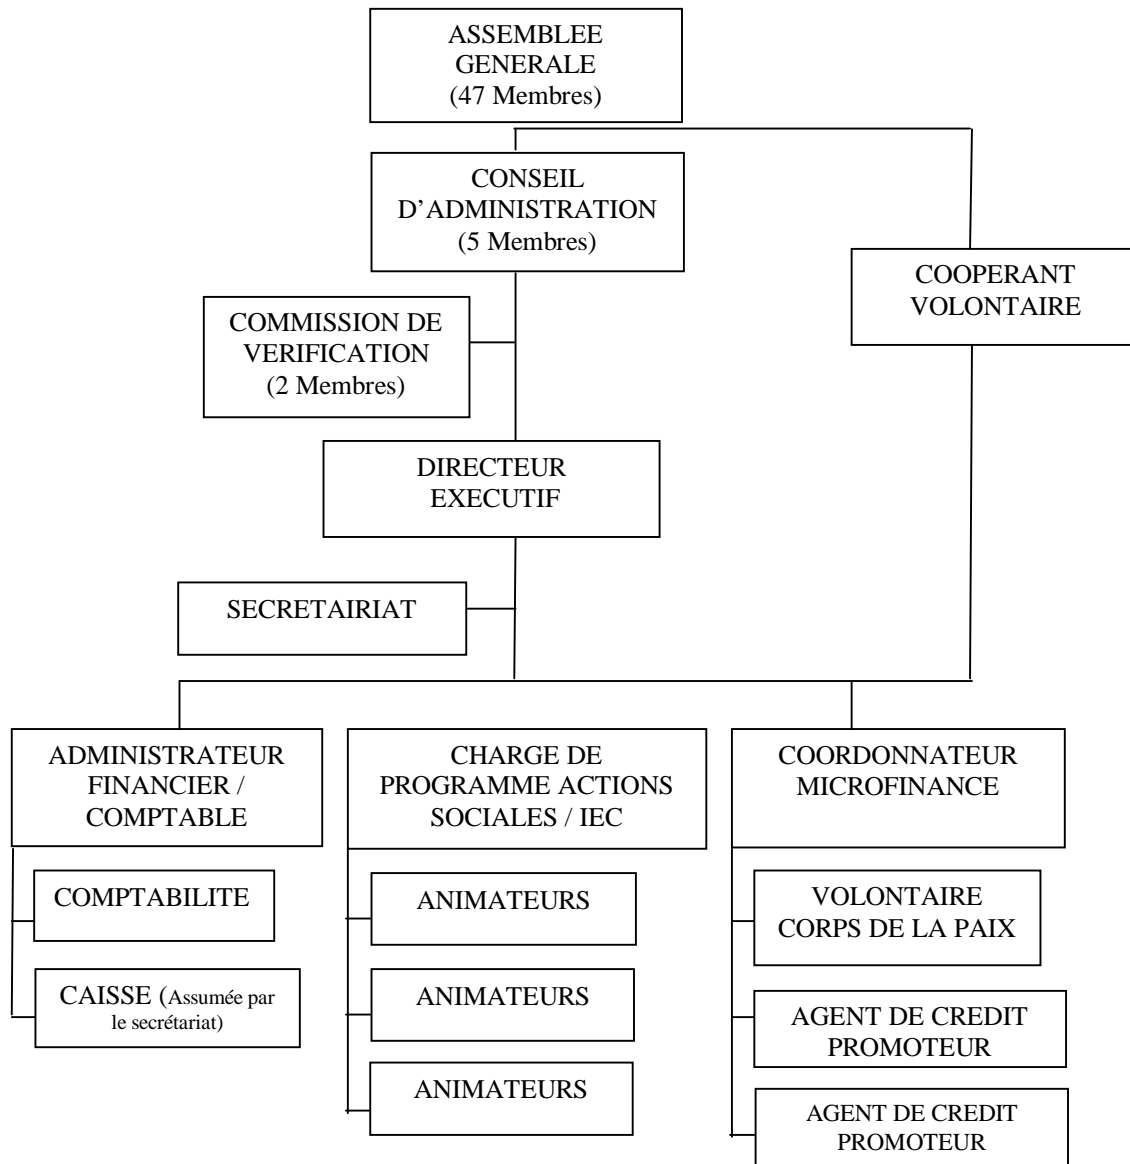 ASSEMBLEE
GENERALE
(47 Membres)
CONSEIL
D'ADMINISTRATION
(5 Membres)
COOPERANT
VOLONTAIRE
COMMISSION DE
VERIFICATION
(2 Membres)
DIRECTEUR
EXECUTIF
SECRETAIRIAT
ADMINISTRATEUR
FINANCIER /
COMPTABLE
COMPTABILITE
CAISSE (Assumée par
le secrétariat)
CHARGE DE
PROGRAMME ACTIONS
SOCIALES / IEC
ANIMATEURS
ANIMATEURS
ANIMATEURS
COORDONNATEUR
MICROFINANCE
VOLONTAIRE
CORPS DE LA PAIX
AGENT DE CREDIT
PROMOTEUR
AGENT DE CREDIT
PROMOTEUR